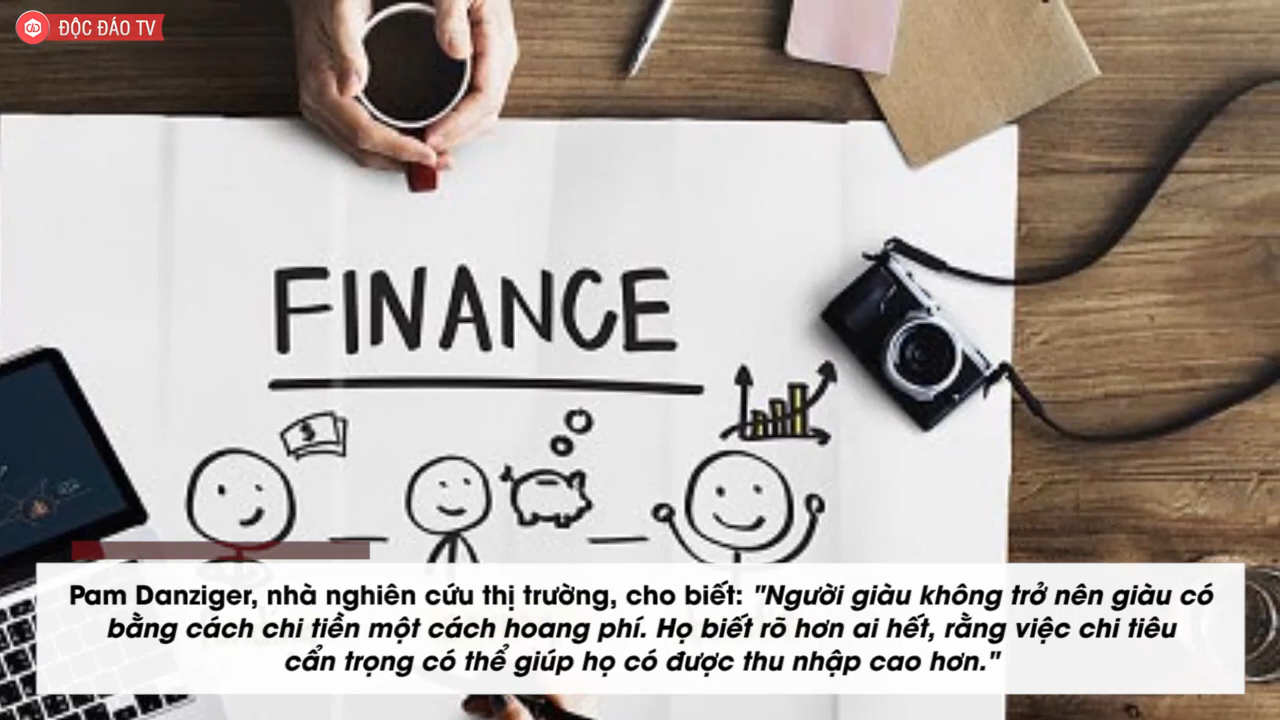 ĐỘC ĐÁO TV
FINANCE
$
Pam Danziger, nhà nghiên cứu thị trường, cho biết: "Người giàu không trở nên giàu có
bằng cách chi tiền một cách hoang phí. Họ biết rõ hơn ai hết, rằng việc chi tiêu
cẩn trọng có thể giúp họ có được thu nhập cao hơn."